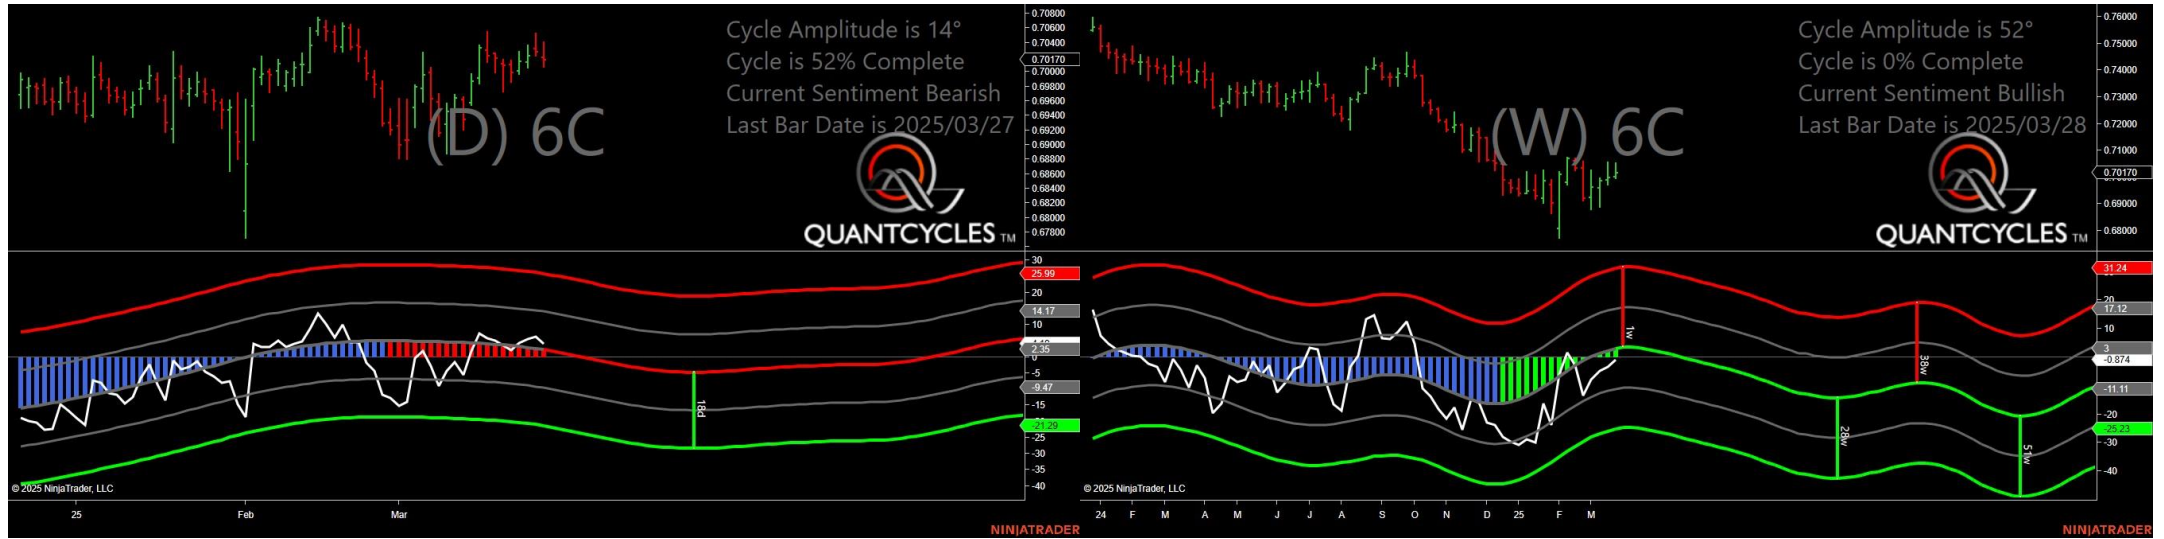 Cycle Amplitude is 14°
Cycle is 52% Complete
Current Sentiment Bearish
Last Bar Date is 2025/03/27
(D) 6C
QUANTCYCLES TM
0.70800
0.70600
0.70400
0.70170
0.70000
0.69800
0.69600
0.69400
0.69200
0.69000
0.68800
0.68600
0.68400
0.68200
0.68000
0.67800
30
25.99
20
14.17
10
2.35
-5
-9.47
-15
-21.29
-25
-30
-35
-40
18d
© 2025 NinjaTrader, LLC
25
Feb
Mar
NINJATRADER
Cycle Amplitude is 52°
Cycle is 0% Complete
Current Sentiment Bullish
Last Bar Date is 2025/03/28
(W) 6C
QUANTCYCLES TM
0.76000
0.75000
0.74000
0.73000
0.72000
0.71000
0.70170
0.69000
0.68000
31.24
20
17.12
10
3
-0.874
-11.11
-20
-25.23
-30
-40
1w
38w
28w
51w
© 2025 NinjaTrader, LLC
24 F M A M J J A S O N D 25 F M
NINJATRADER